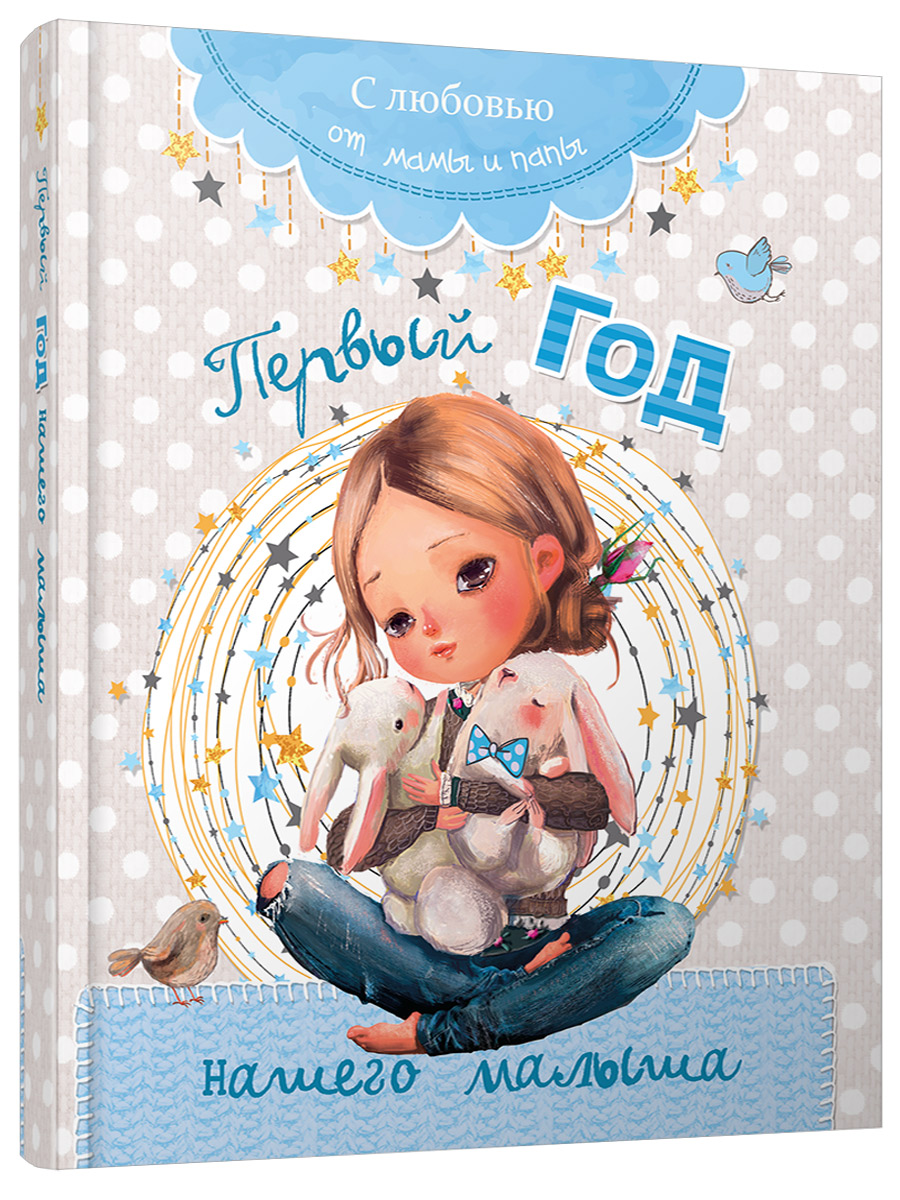 С любовью
от мамы и папы
Первый Год
нашего малыша
Первый Год нашего малыша